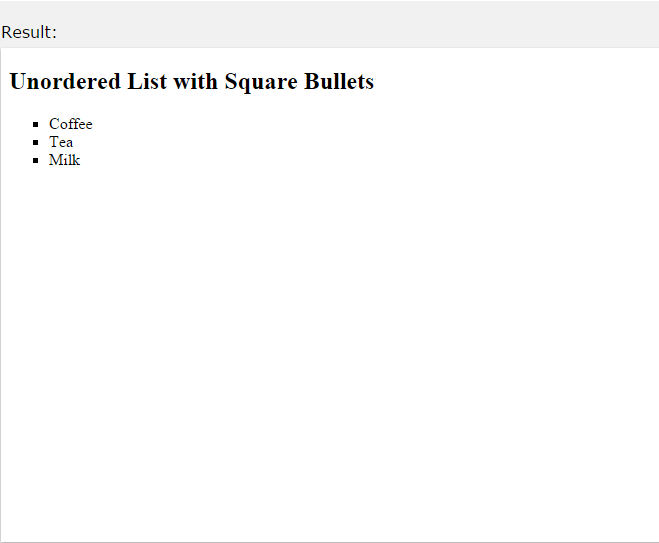 Result:
Unordered List with Square Bullets
Coffee
Tea
Milk